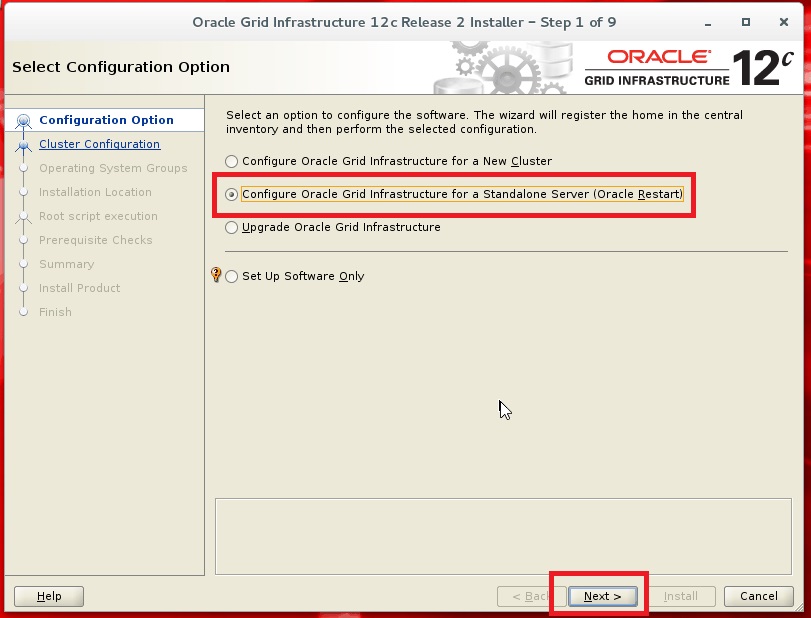 Oracle Grid Infrastructure 12c Release 2 Installer – Step 1 of 9
Select Configuration Option
ORACLE
GRID INFRASTRUCTURE
12c
Configuration Option
Cluster Configuration
Operating System Groups
Installation Location
Root script execution
Prerequisite Checks
Summary
Install Product
Finish
Select an option to configure the software. The wizard will register the home in the central
inventory and then perform the selected configuration.
Configure Oracle Grid Infrastructure for a New Cluster
Configure Oracle Grid Infrastructure for a Standalone Server (Oracle Restart)
Upgrade Oracle Grid Infrastructure
Set Up Software Only
Help
< Back
Next >
Install
Cancel